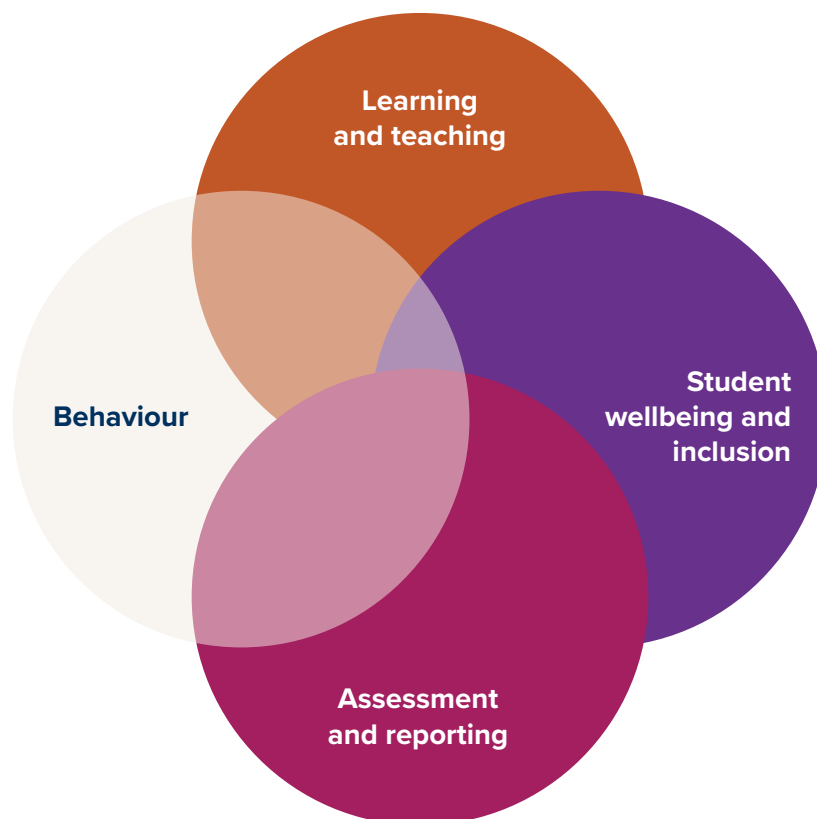 Learning
and teaching
Behaviour
Student
wellbeing and
inclusion
Assessment
and reporting